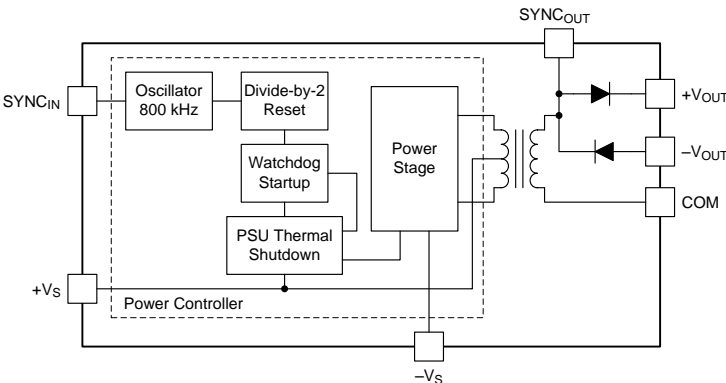 SYNCOUT
SYNCIN
Oscillator
800 kHz
Divide-by-2
Reset
+VOUT
Watchdog
Startup
Power
Stage
–VOUT
PSU Thermal
Shutdown
COM
+VS
Power Controller
–VS